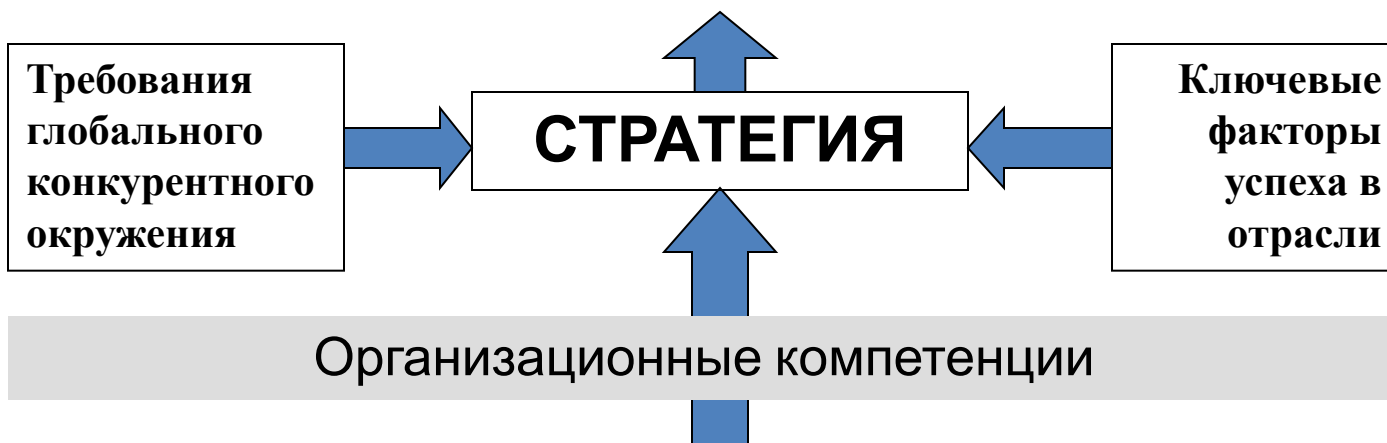 Требования
глобального
конкурентного
окружения
СТРАТЕГИЯ
Ключевые
факторы
успеха в
отрасли
Организационные компетенции